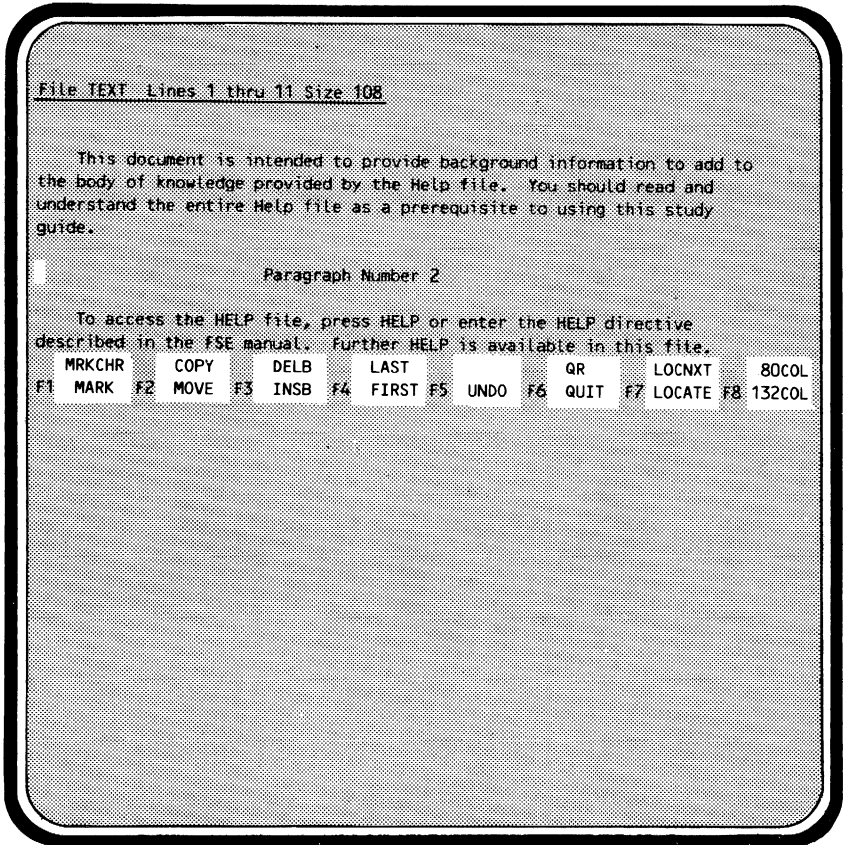 File TEXT  Lines 1 thru 11 Size 108
This document is intended to provide background information to add to
the body of knowledge provided by the Help file.  You should read and
understand the entire Help file as a prerequisite to using this study
guide.
Paragraph Number 2
To access the HELP file, press HELP or enter the HELP directive
described in the FSE manual.  Further HELP is available in this file.
MRKCHR COPY DELB LAST QR LOCNXT 80COL
F1 MARK F2 MOVE F3 INSB F4 FIRST F5 UNDO F6 QUIT F7 LOCATE F8 132COL